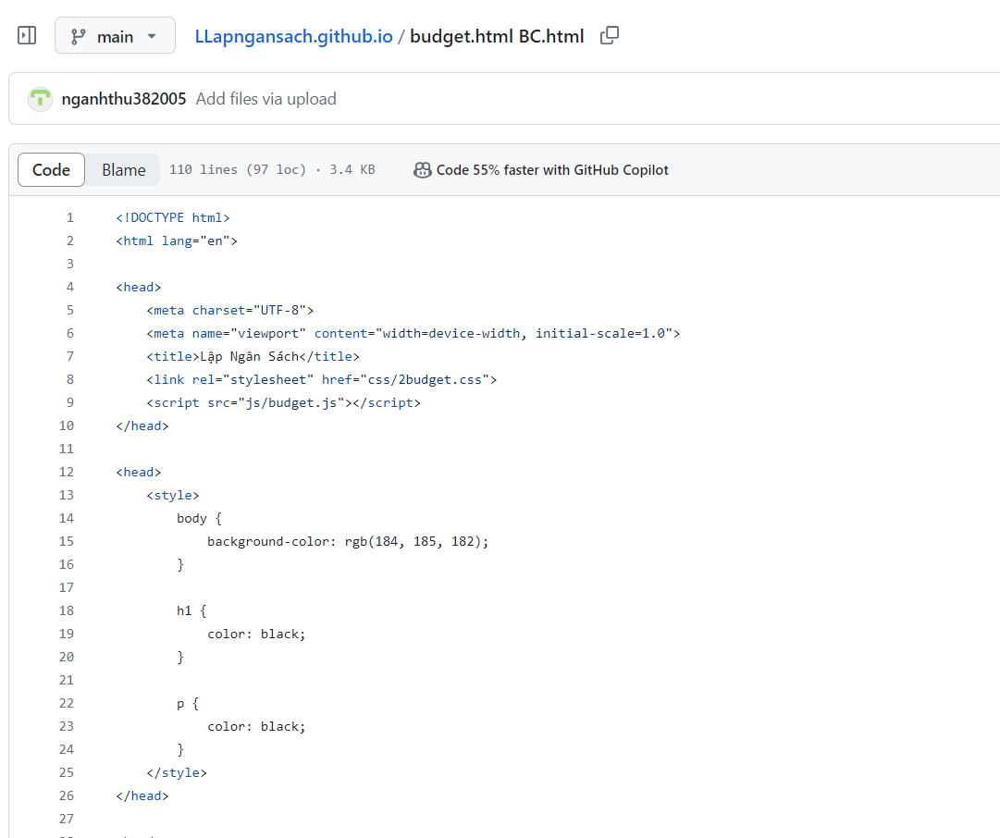 main
LLapngansach.github.io / budget.html BC.html
nganhthu382005 Add files via upload
Code Blame 110 lines (97 loc) · 3.4 KB Code 55% faster with GitHub Copilot
1 <!DOCTYPE html>
2 <html lang="en">
3
4 <head>
5 <meta charset="UTF-8">
6 <meta name="viewport" content="width=device-width, initial-scale=1.0">
7 <title>Lập Ngân Sách</title>
8 <link rel="stylesheet" href="css/2budget.css">
9 <script src="js/budget.js"></script>
10 </head>
11
12 <head>
13 <style>
14 body {
15 background-color: rgb(184, 185, 182);
16 }
17
18 h1 {
19 color: black;
20 }
21
22 p {
23 color: black;
24 }
25 </style>
26 </head>
27